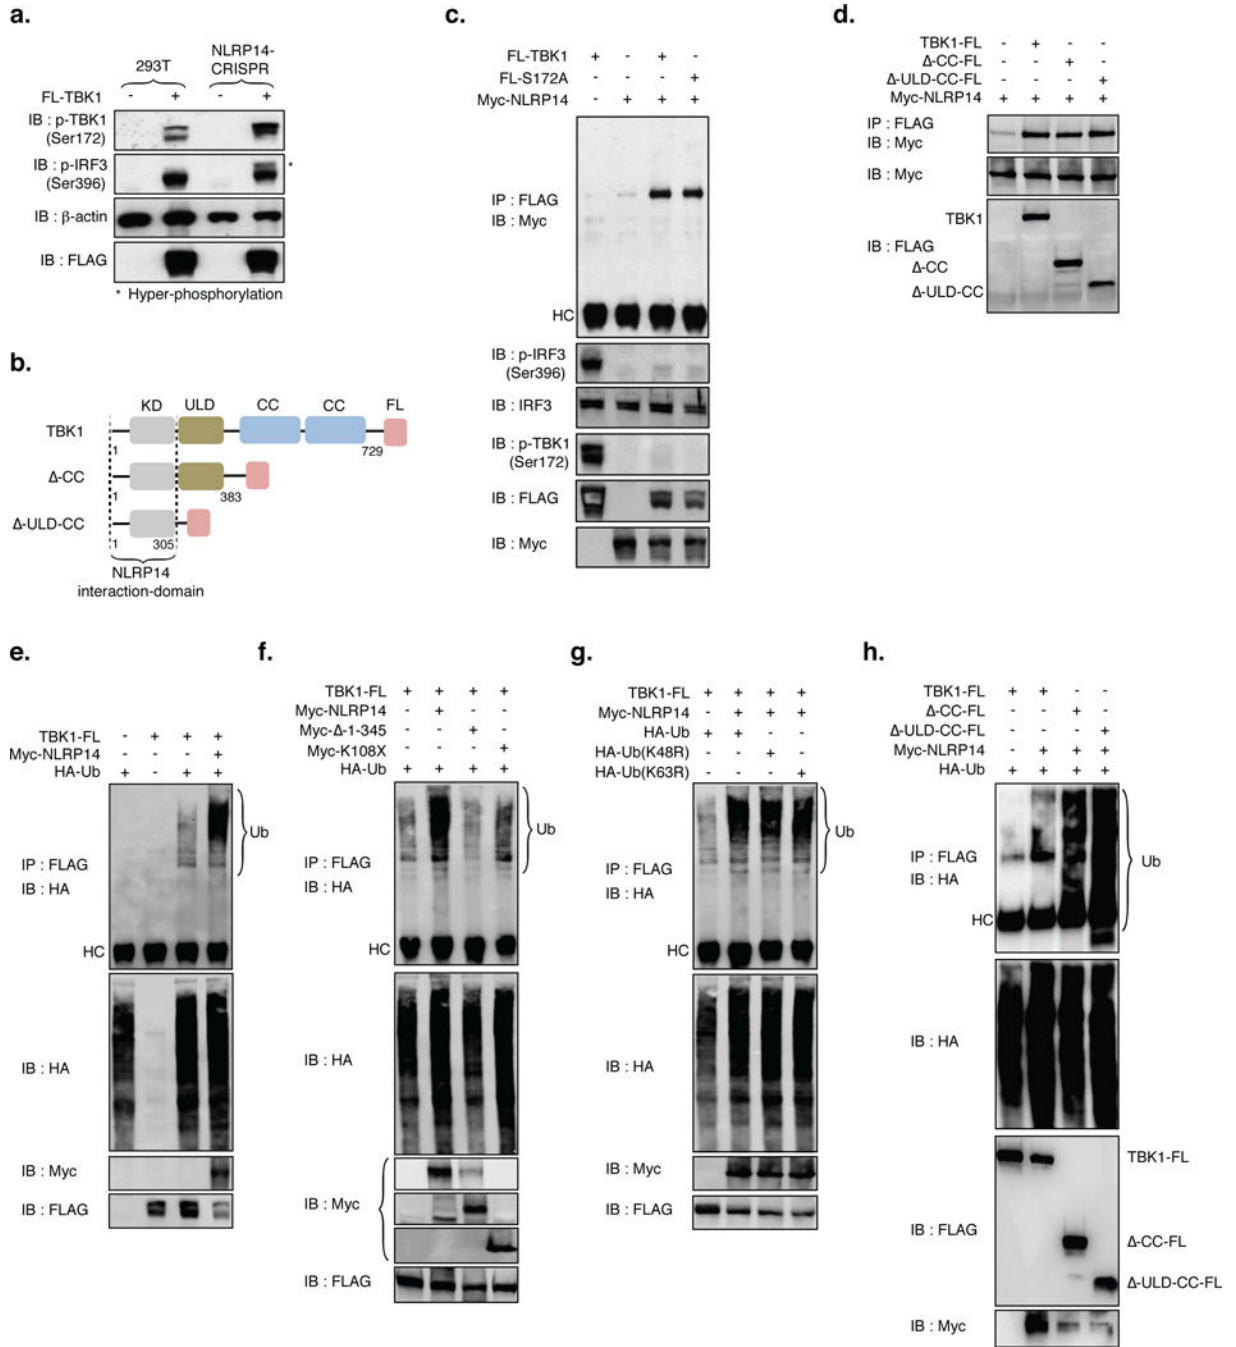 a.
NLRP14-
293T CRISPR
FL-TBK1 - + - +
IB : p-TBK1
(Ser172)
IB : p-IRF3 *
(Ser396)
IB : β-actin
IB : FLAG
* Hyper-phosphorylation
b.
KD ULD CC CC FL
TBK1
1 729
Δ-CC
1 383
Δ-ULD-CC
1 305
NLRP14
interaction-domain
c.
FL-TBK1 + - + -
FL-S172A - - - +
Myc-NLRP14 - + + +
IP : FLAG
IB : Myc
HC
IB : p-IRF3
(Ser396)
IB : IRF3
IB : p-TBK1
(Ser172)
IB : FLAG
IB : Myc
d.
TBK1-FL - + - -
Δ-CC-FL - - + -
Δ-ULD-CC-FL - - - +
Myc-NLRP14 + + + +
IP : FLAG
IB : Myc
IB : Myc
TBK1
IB : FLAG
Δ-CC
Δ-ULD-CC
e.
TBK1-FL - + + +
Myc-NLRP14 - - - +
HA-Ub + - + +
Ub
IP : FLAG
IB : HA
HC
IB : HA
IB : Myc
IB : FLAG
f.
TBK1-FL + + + +
Myc-NLRP14 - + - -
Myc-Δ-1-345 - - + -
Myc-K108X - - - +
HA-Ub + + + +
Ub
IP : FLAG
IB : HA
HC
IB : HA
IB : Myc
IB : FLAG
g.
TBK1-FL + + + +
Myc-NLRP14 - + + +
HA-Ub + + - -
HA-Ub(K48R) - - + -
HA-Ub(K63R) - - - +
Ub
IP : FLAG
IB : HA
HC
IB : HA
IB : Myc
IB : FLAG
h.
TBK1-FL + + - -
Δ-CC-FL - - + -
Δ-ULD-CC-FL - - - +
Myc-NLRP14 - + + +
HA-Ub + + + +
IP : FLAG
Ub
IB : HA
HC
IB : HA
TBK1-FL
IB : FLAG
Δ-CC-FL
Δ-ULD-CC-FL
IB : Myc